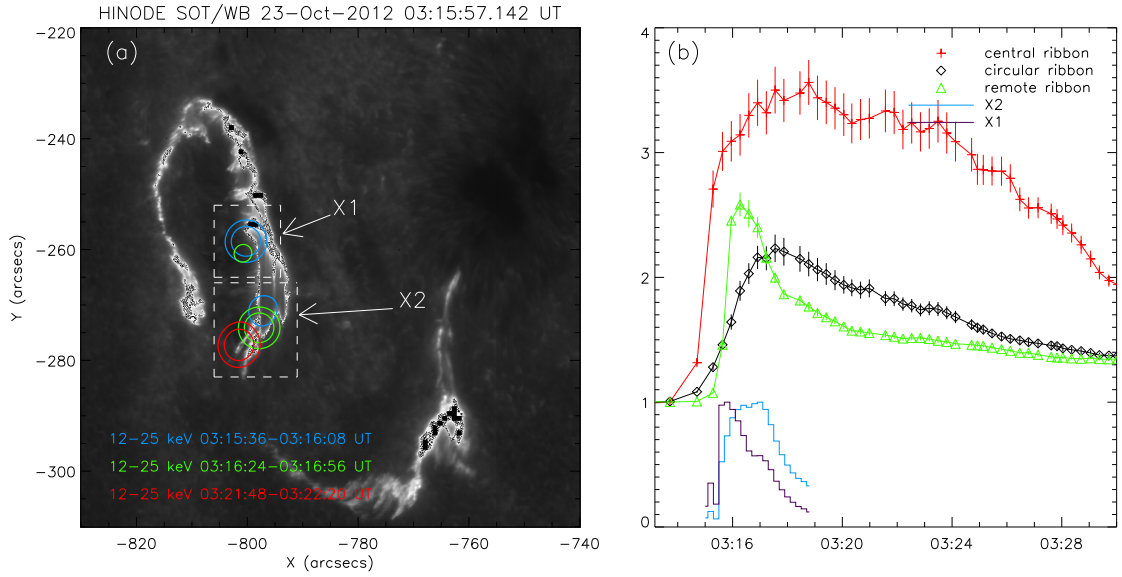 HINODE SOT/WB 23-Oct-2012 03:15:57.142 UT
(a)
X1
X2
12-25 keV 03:15:36-03:16:08 UT
12-25 keV 03:16:24-03:16:56 UT
12-25 keV 03:21:48-03:22:20 UT
-220
-240
-260
-280
-300
Y (arcsecs)
-820
-800
-780
-760
-740
X (arcsecs)
(b)
central ribbon
circular ribbon
remote ribbon
X2
X1
4
3
2
1
0
03:16
03:20
03:24
03:28